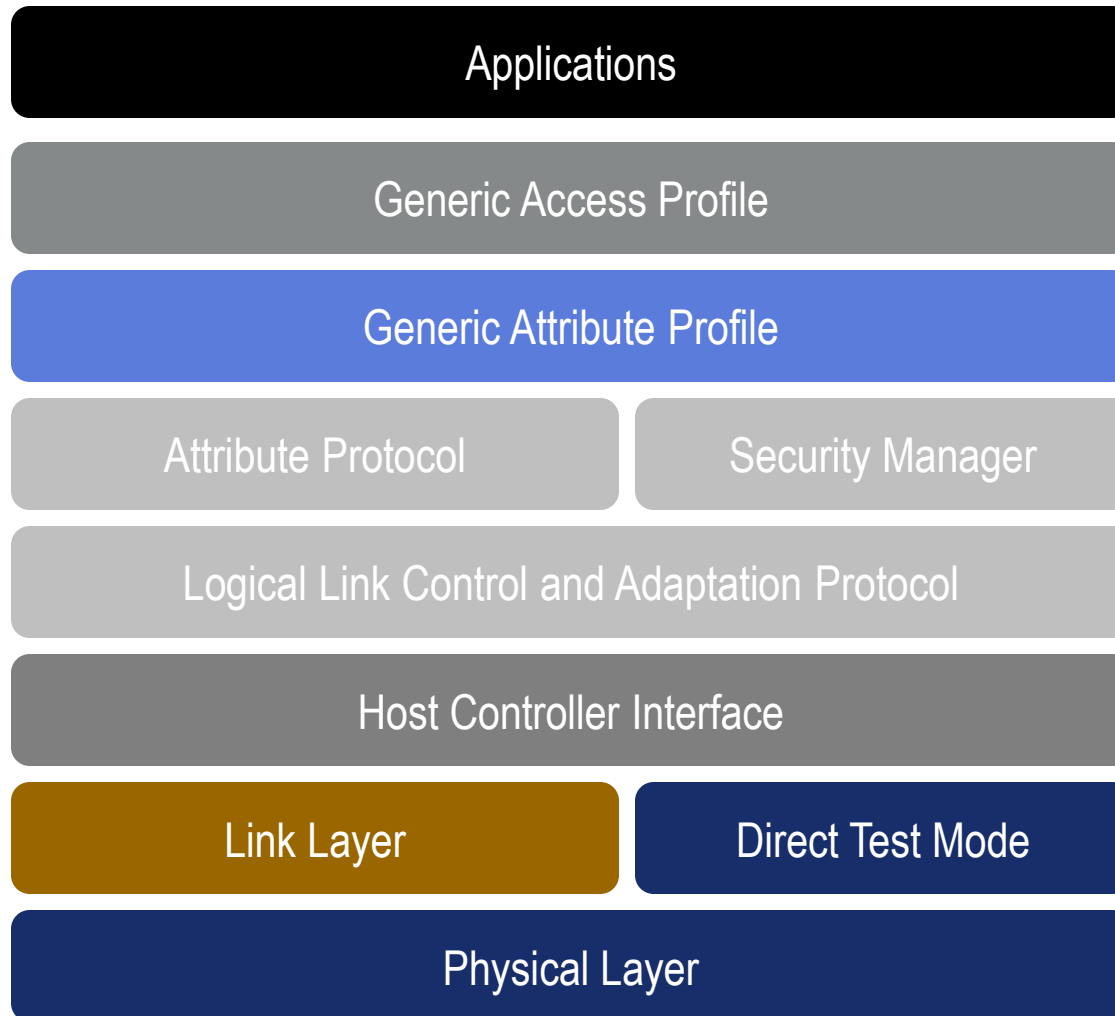 Applications
Generic Access Profile
Generic Attribute Profile
Attribute Protocol
Security Manager
Logical Link Control and Adaptation Protocol
Host Controller Interface
Link Layer
Direct Test Mode
Physical Layer